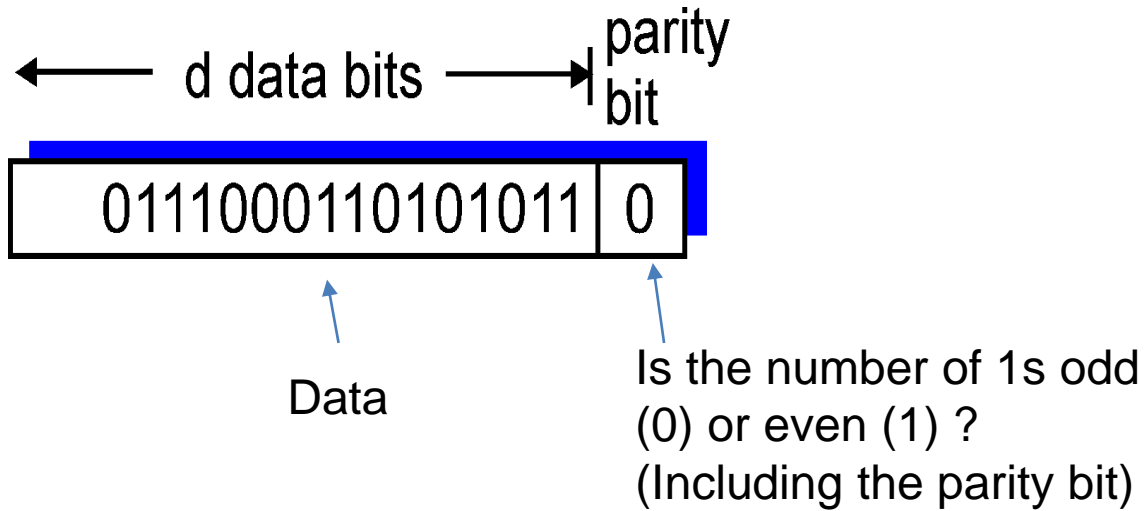 d data bits
parity
bit
0111000110101011 0
Data
Is the number of 1s odd
(0) or even (1) ?
(Including the parity bit)